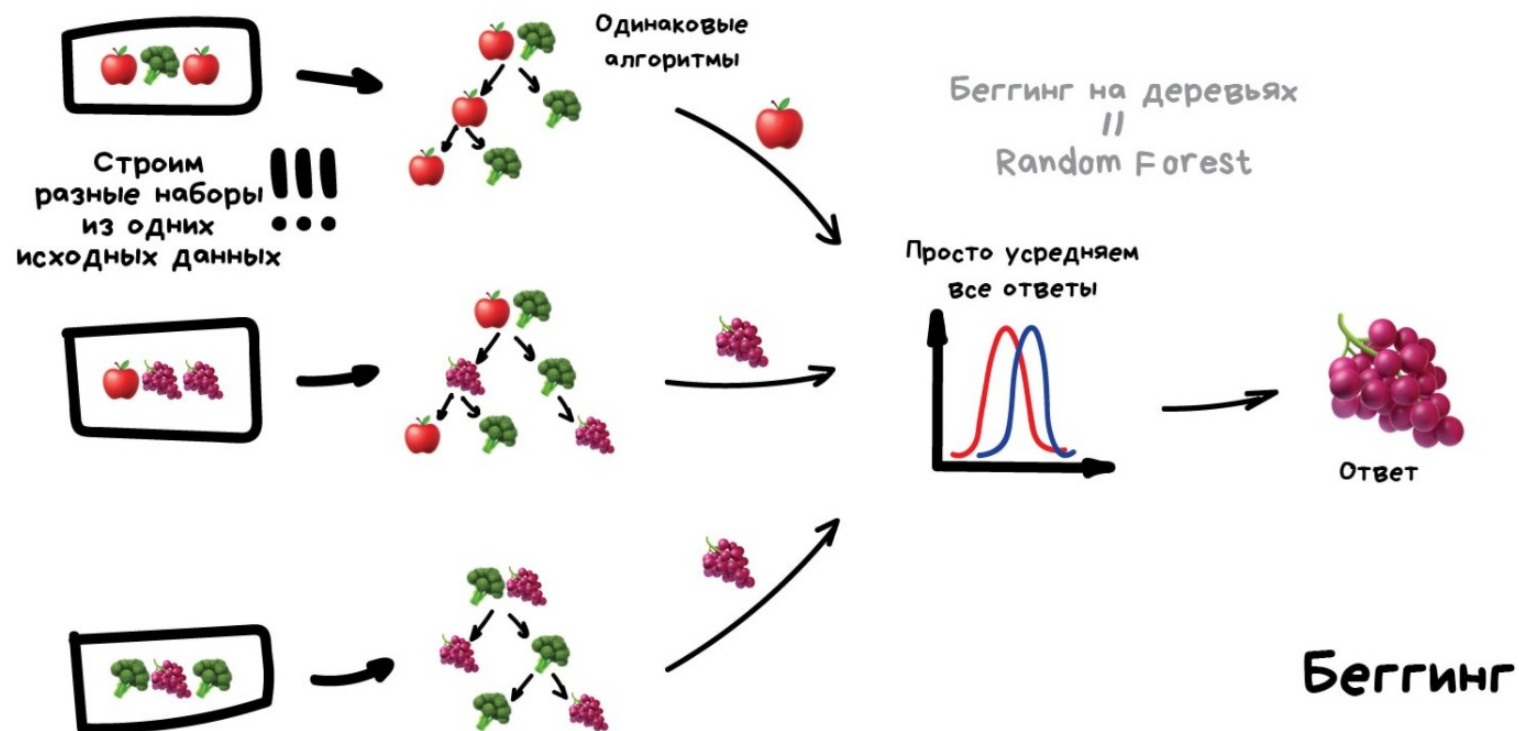 Одинаковые
алгоритмы
Беггинг на деревьях
=
Random Forest
Строим
разные наборы
из одних
исходных данных
!!!
Просто усредняем
все ответы
Ответ
Беггинг